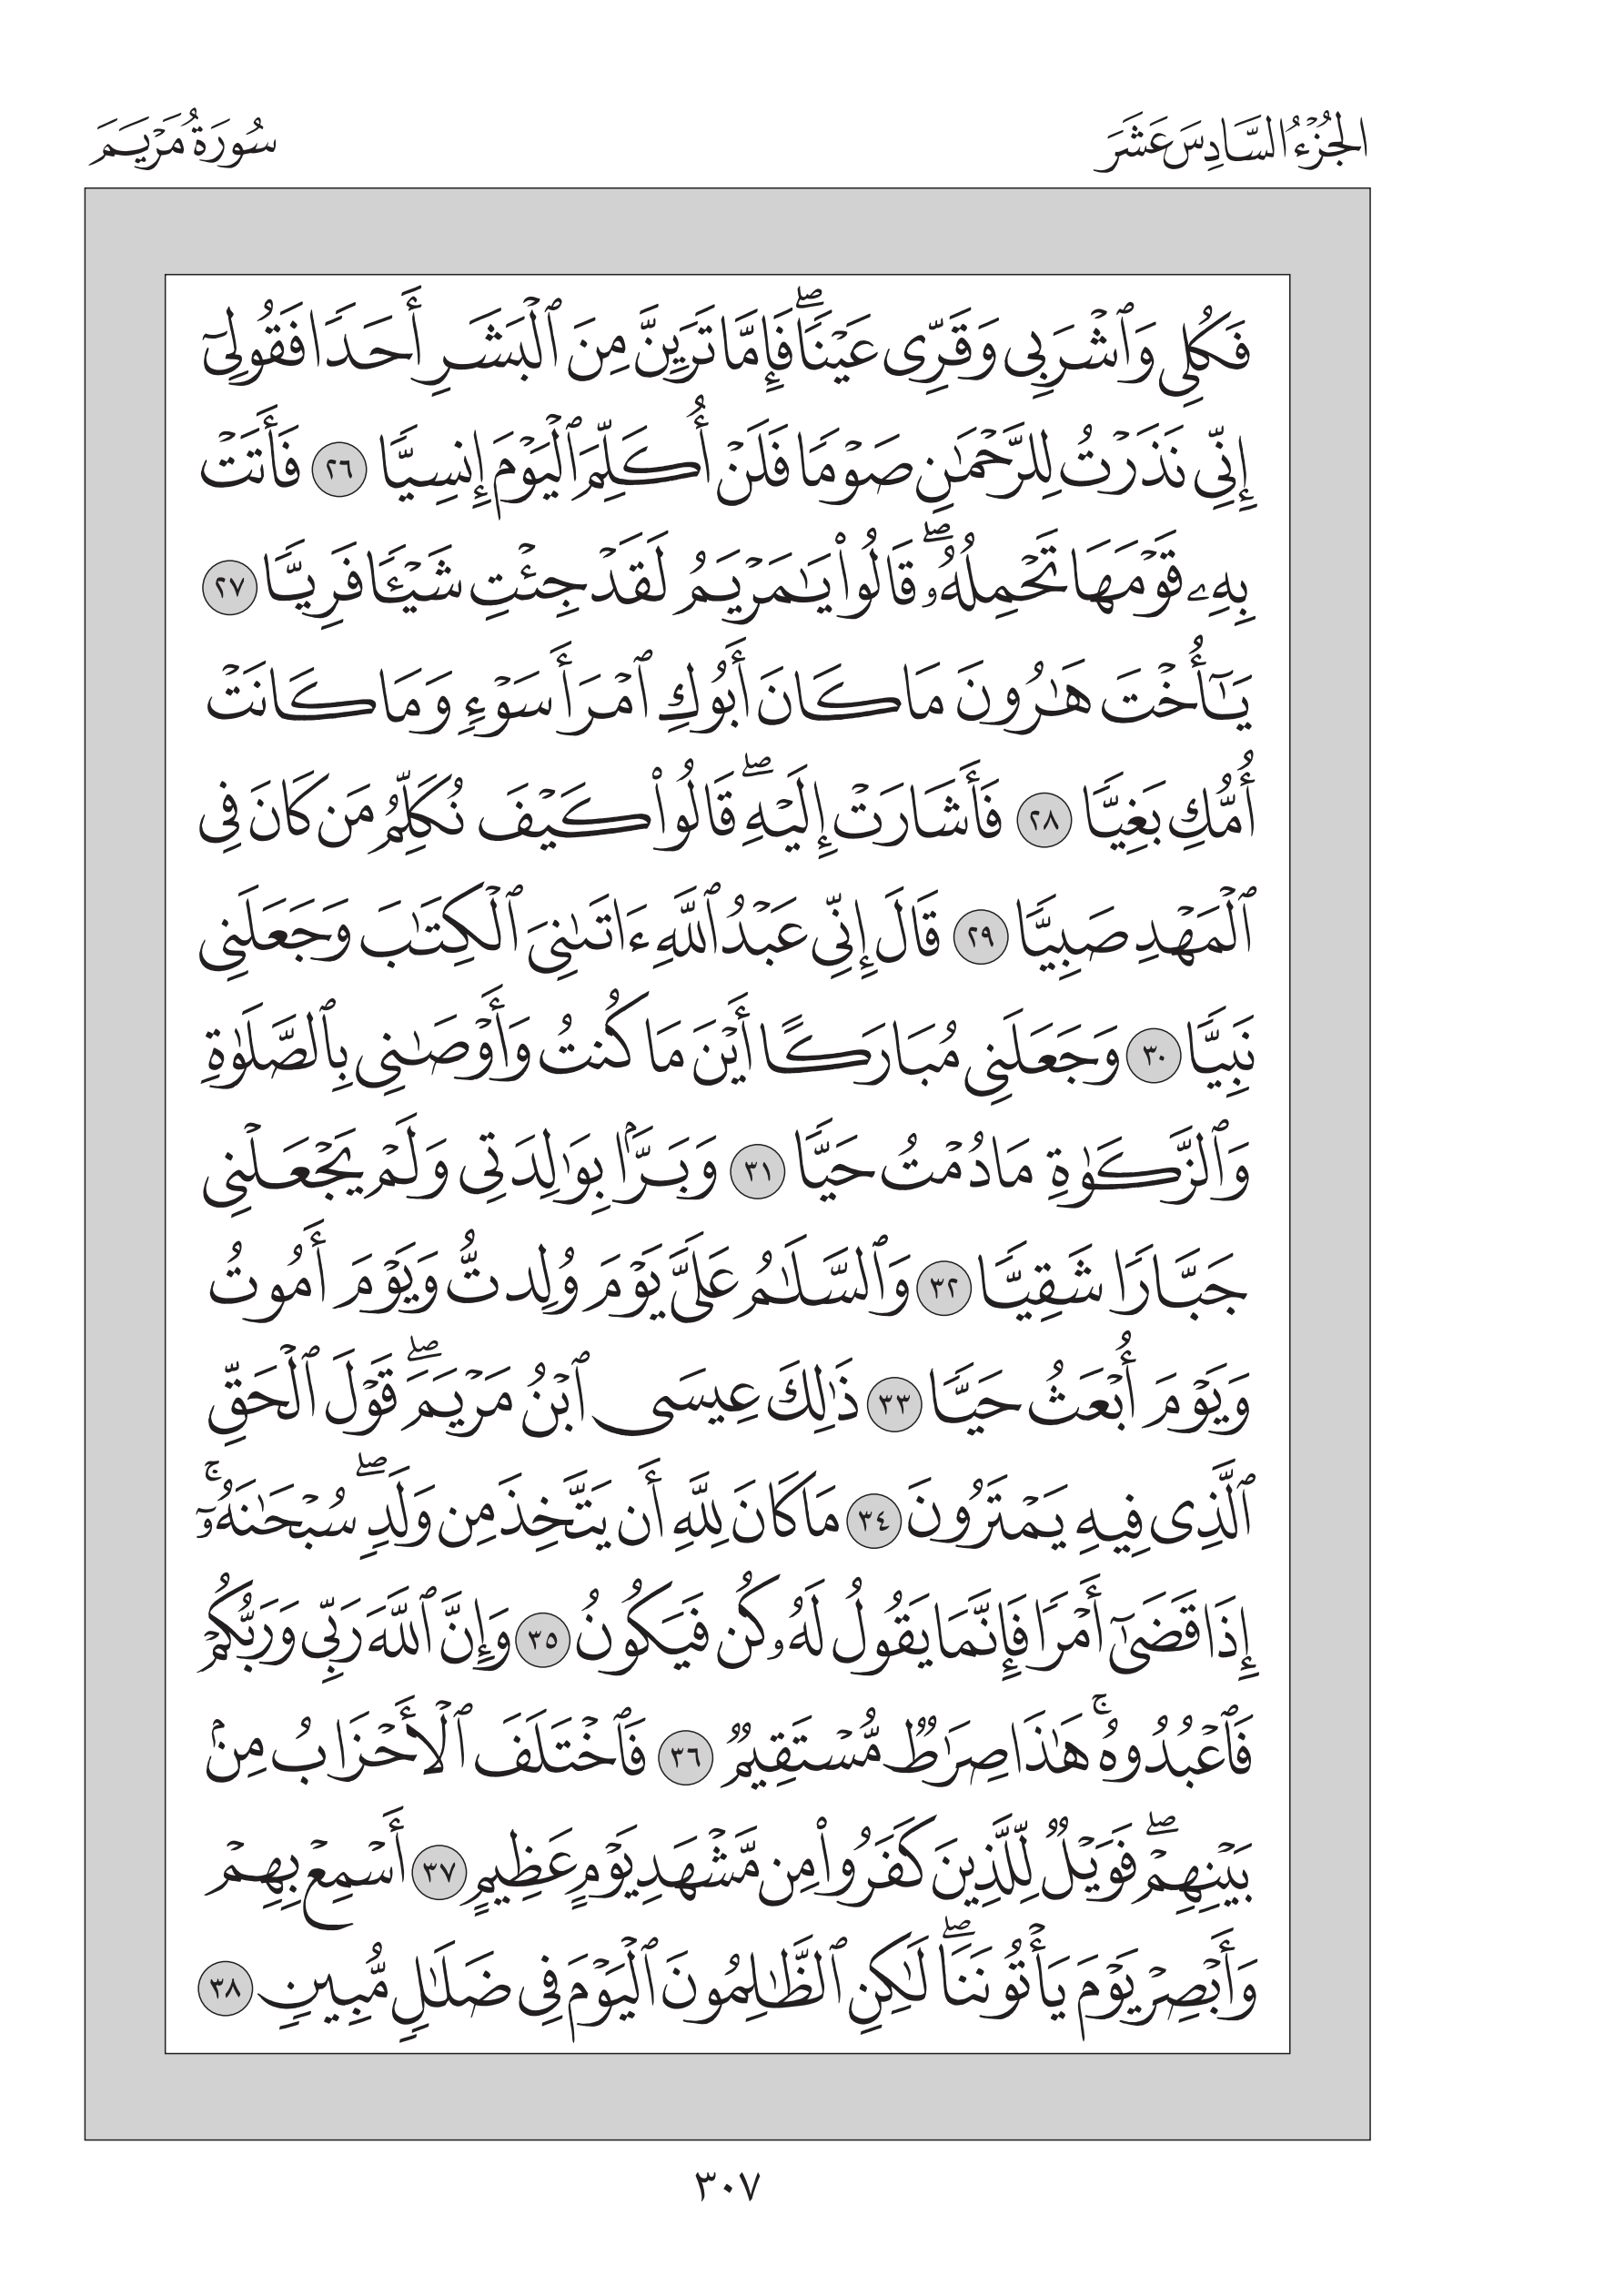 الجُزْءُ السَّادِسَ عَشَرَ
سُورَةُ مَرْيَمَ
فَكُلِى وَٱشْرَبِى وَقَرِّى عَيْنًاۖ فَإِمَّا تَرَيِنَّ مِنَ ٱلْبَشَرِ أَحَدًا فَقُولِىٓ
إِنِّى نَذَرْتُ لِلرَّحْمَٰنِ صَوْمًا فَلَنْ أُكَلِّمَ ٱلْيَوْمَ إِنسِيًّا ٢٦ فَأَتَتْ
بِهِۦ قَوْمَهَا تَحْمِلُهُۥۖ قَالُوا۟ يَٰمَرْيَمُ لَقَدْ جِئْتِ شَيْـًٔا فَرِيًّا ٢٧
يَٰٓأُخْتَ هَٰرُونَ مَا كَانَ أَبُوكِ ٱمْرَأَ سَوْءٍ وَمَا كَانَتْ
أُمُّكِ بَغِيًّا ٢٨ فَأَشَارَتْ إِلَيْهِۖ قَالُوا۟ كَيْفَ نُكَلِّمُ مَن كَانَ فِى
ٱلْمَهْدِ صَبِيًّا ٢٩ قَالَ إِنِّى عَبْدُ ٱللَّهِ ءَاتَىٰنِىَ ٱلْكِتَٰبَ وَجَعَلَنِى
نَبِيًّا ٣٠ وَجَعَلَنِى مُبَارَكًا أَيْنَ مَا كُنتُ وَأَوْصَٰنِى بِٱلصَّلَوٰةِ
وَٱلزَّكَوٰةِ مَا دُمْتُ حَيًّا ٣١ وَبَرًّۢا بِوَٰلِدَتِى وَلَمْ يَجْعَلْنِى
جَبَّارًا شَقِيًّا ٣٢ وَٱلسَّلَٰمُ عَلَىَّ يَوْمَ وُلِدتُّ وَيَوْمَ أَمُوتُ
وَيَوْمَ أُبْعَثُ حَيًّا ٣٣ ذَٰلِكَ عِيسَى ٱبْنُ مَرْيَمَۖ قَوْلَ ٱلْحَقِّ
ٱلَّذِى فِيهِ يَمْتَرُونَ ٣٤ مَا كَانَ لِلَّهِ أَن يَتَّخِذَ مِن وَلَدٍۖ سُبْحَٰنَهُۥٓۚ
إِذَا قَضَىٰٓ أَمْرًا فَإِنَّمَا يَقُولُ لَهُۥ كُن فَيَكُونُ ٣٥ وَإِنَّ ٱللَّهَ رَبِّى وَرَبُّكُمْ
فَٱعْبُدُوهُۚ هَٰذَا صِرَٰطٌ مُّسْتَقِيمٌ ٣٦ فَٱخْتَلَفَ ٱلْأَحْزَابُ مِنۢ
بَيْنِهِمْۖ فَوَيْلٌ لِّلَّذِينَ كَفَرُوا۟ مِن مَّشْهَدِ يَوْمٍ عَظِيمٍ ٣٧ أَسْمِعْ بِهِمْ
وَأَبْصِرْ يَوْمَ يَأْتُونَنَاۖ لَٰكِنِ ٱلظَّٰلِمُونَ ٱلْيَوْمَ فِى ضَلَٰلٍ مُّبِينٍ ٣٨
٣٠٧